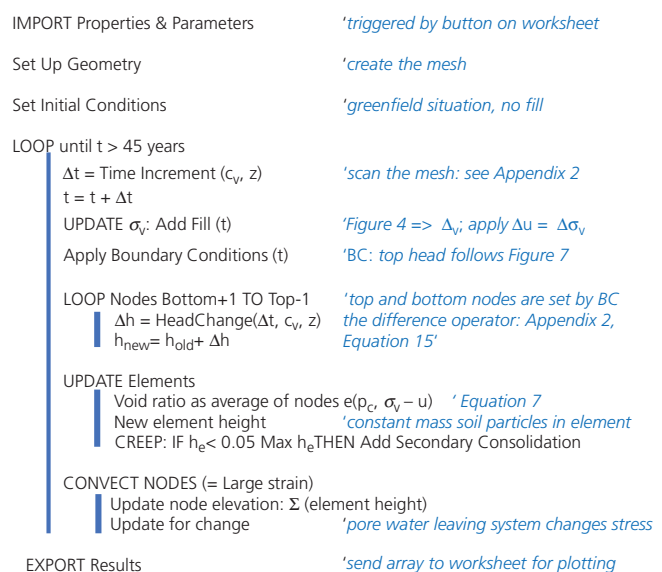 IMPORT Properties & Parameters 'triggered by button on worksheet
Set Up Geometry 'create the mesh
Set Initial Conditions 'greenfield situation, no fill
LOOP until t > 45 years
Δt = Time Increment (cv, z) 'scan the mesh: see Appendix 2
t = t + Δt
UPDATE σv: Add Fill (t) 'Figure 4 => Δv; apply Δu = Δσv
Apply Boundary Conditions (t) 'BC: top head follows Figure 7
LOOP Nodes Bottom+1 TO Top-1 'top and bottom nodes are set by BC
Δh = HeadChange(Δt, cv, z) the difference operator: Appendix 2,
hnew= hold+ Δh Equation 15'
UPDATE Elements
Void ratio as average of nodes e(pc, σv – u) ' Equation 7
New element height 'constant mass soil particles in element
CREEP: IF he< 0.05 Max heTHEN Add Secondary Consolidation
CONVECT NODES (= Large strain)
Update node elevation: Σ (element height)
Update for change 'pore water leaving system changes stress
EXPORT Results 'send array to worksheet for plotting